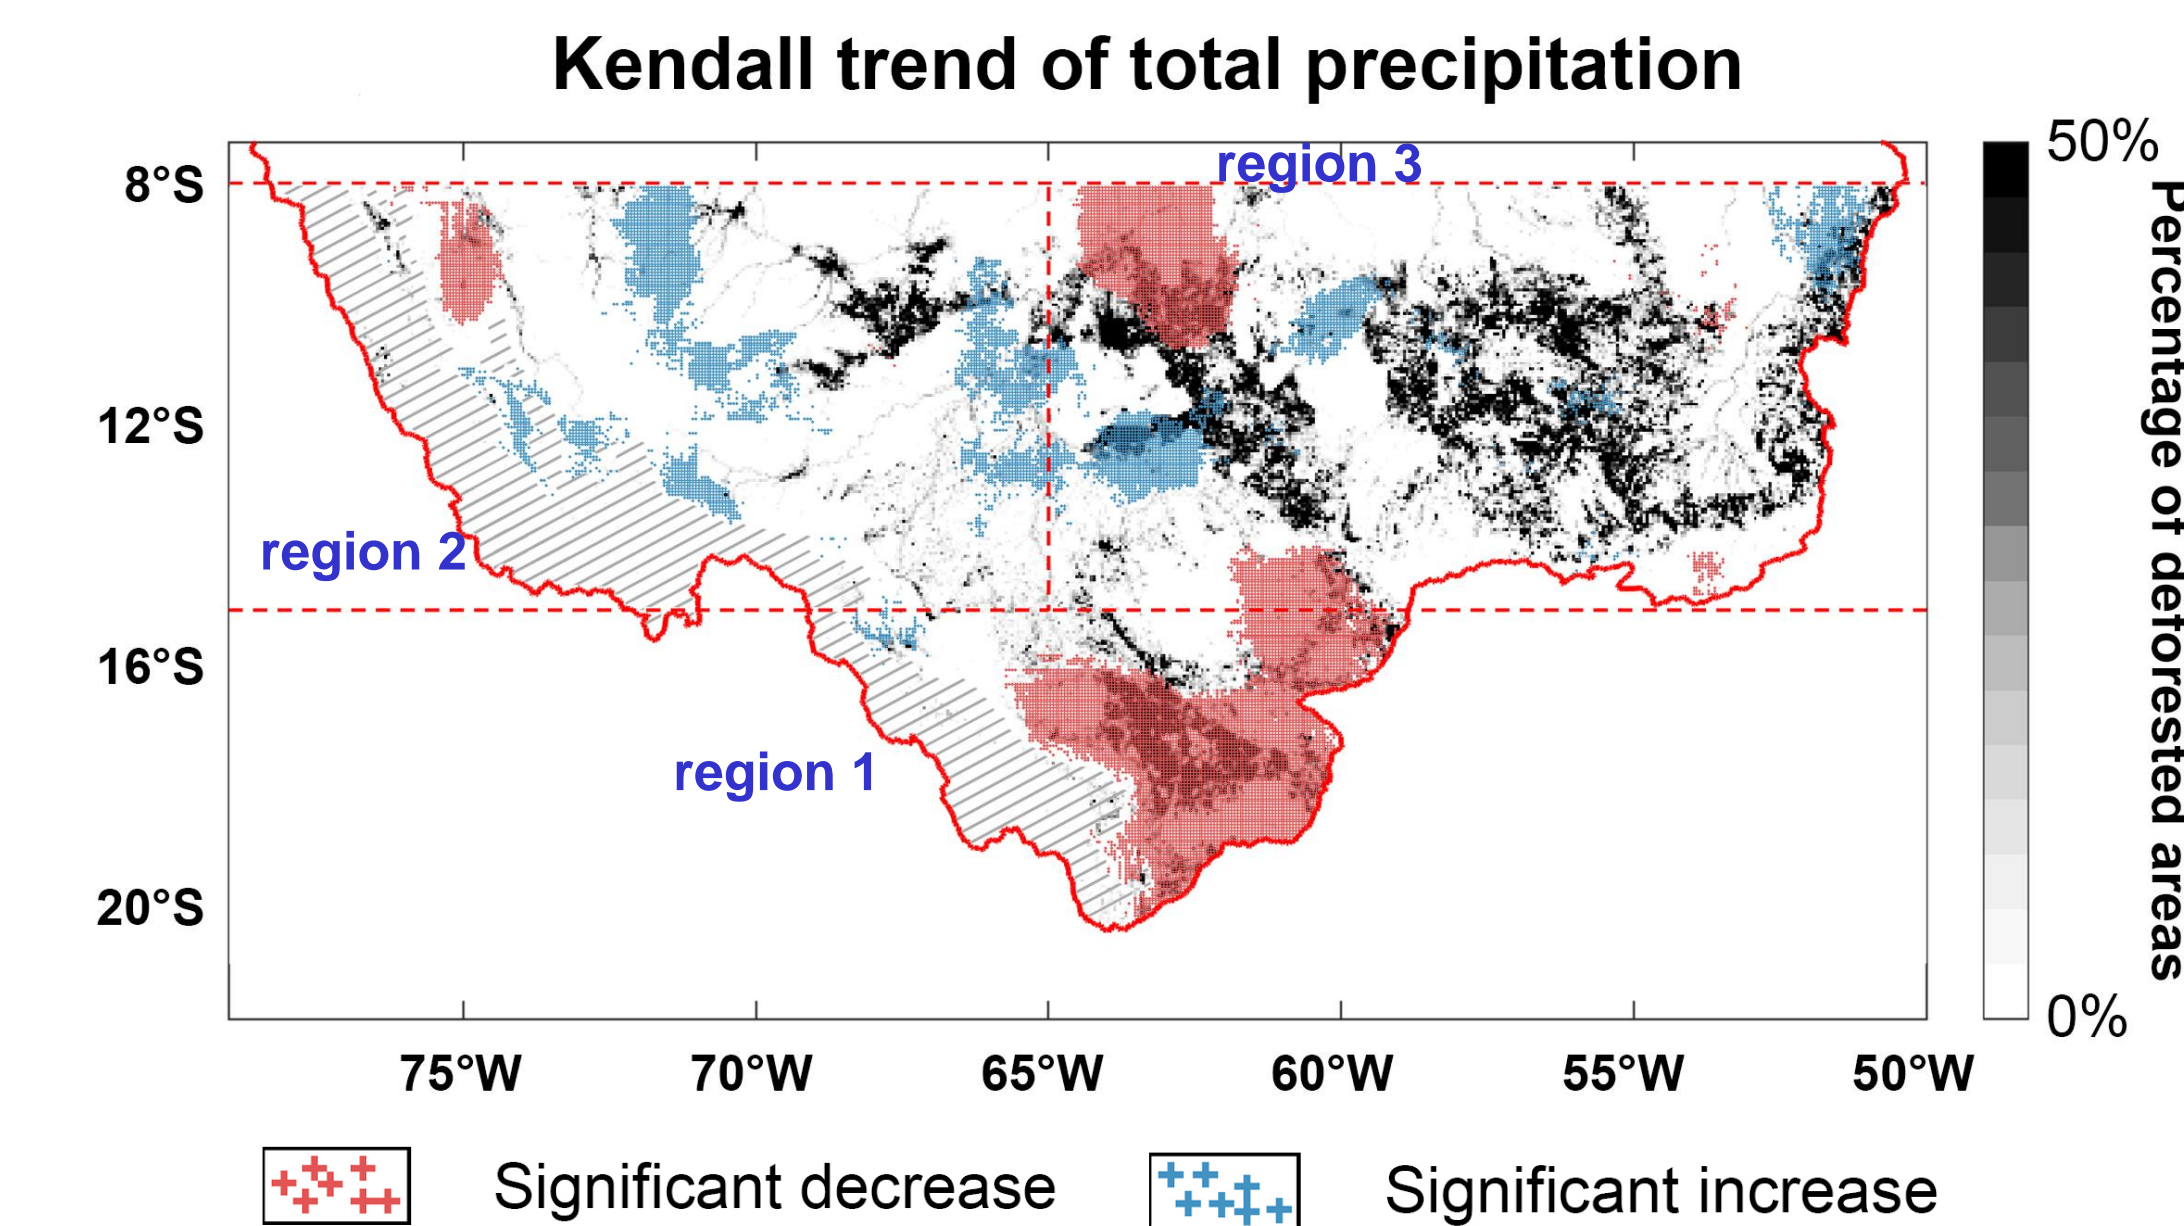 Kendall trend of total precipitation
region 3
50%
8°S
12°S
region 2
16°S
region 1
20°S
0%
Percentage of deforested areas
75°W
70°W
65°W
60°W
55°W
50°W
Significant decrease
Significant increase